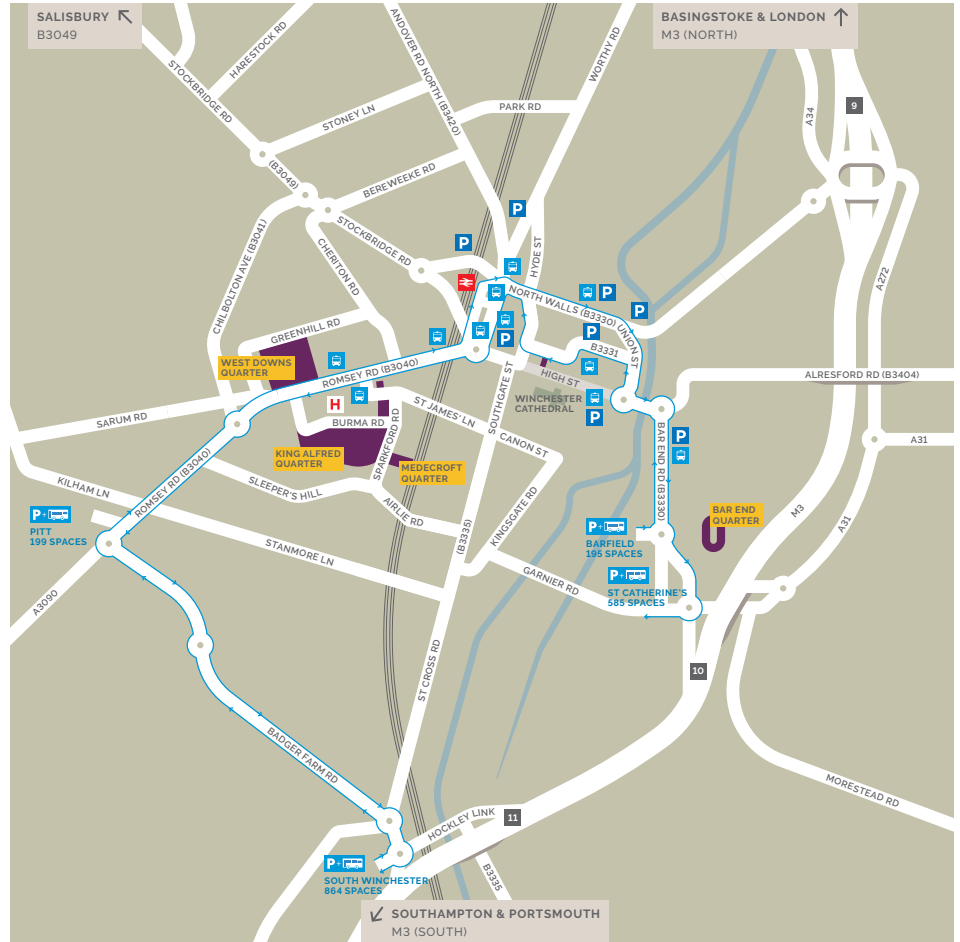 SALISBURY
B3049
BASINGSTOKE & LONDON
M3 (NORTH)
HARESTOCK RD
STOCKBRIDGE RD
ANDOVER RD NORTH (B3420)
WORTHY RD
STONEY LN
PARK RD
A34
9
(B3049)
BEREWEEKE RD
STOCKBRIDGE RD
CHILBOLTON AVE (B3041)
CHERITON RD
P
P
HYDE ST
A272
GREENHILL RD
NORTH WALLS (B3330)
P
P
UNION ST
P
P
B3331
WEST DOWNS
QUARTER
ROMSEY RD (B3040)
HIGH ST
ALRESFORD RD (B3404)
WINCHESTER
CATHEDRAL
P
H
SARUM RD
BURMA RD
ST JAMES' LN
SOUTHGATE ST
CANON ST
SPARKFORD RD
BAR END RD (B3330)
P
A31
KING ALFRED
QUARTER
MEDECROFT
QUARTER
ROMSEY RD (B3040)
KILHAM LN
SLEEPER'S HILL
AIRLIE RD
(B3335)
KINGSGATE RD
P+
PITT
199 SPACES
P+
BARFIELD
195 SPACES
BAR END
QUARTER
M3
A31
STANMORE LN
GARNIER RD
P+
ST CATHERINE'S
585 SPACES
A3090
ST CROSS RD
10
BADGER FARM RD
MORESTEAD RD
HOCKLEY LINK
11
P+
SOUTH WINCHESTER
864 SPACES
B3335
SOUTHAMPTON & PORTSMOUTH
M3 (SOUTH)